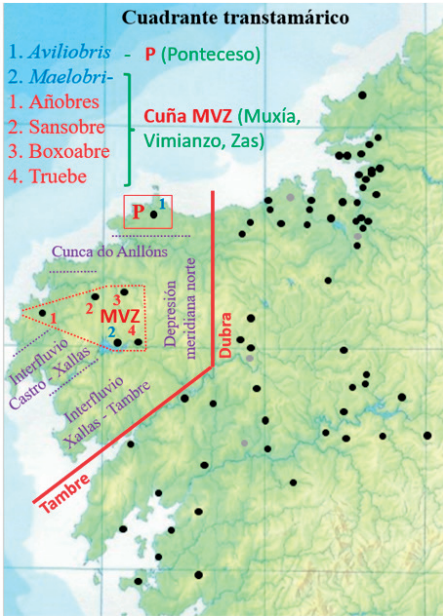 Cuadrante transtamárico
1. Aviliobris - P (Ponteceso)
2. Maelobri-
1. Añobres
2. Sansobre
3. Boxoabre
4. Truebe
Cuña MVZ (Muxía,
Vimianzo, Zas)
P 1
Cunca do Anllóns
Depresión
meridiana norte
Dubra
1
2
3
MVZ
2 4
Interfluvio
Castro - Xallas
Interfluvio
Xallas - Tambre
Tambre